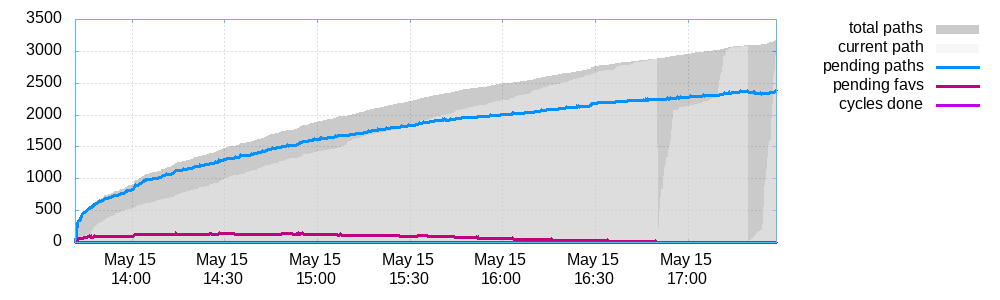 3500
3000
2500
2000
1500
1000
500
0
May 15 May 15 May 15 May 15 May 15 May 15 May 15
14:00 14:30 15:00 15:30 16:00 16:30 17:00
total paths
current path
pending paths
pending favs
cycles done